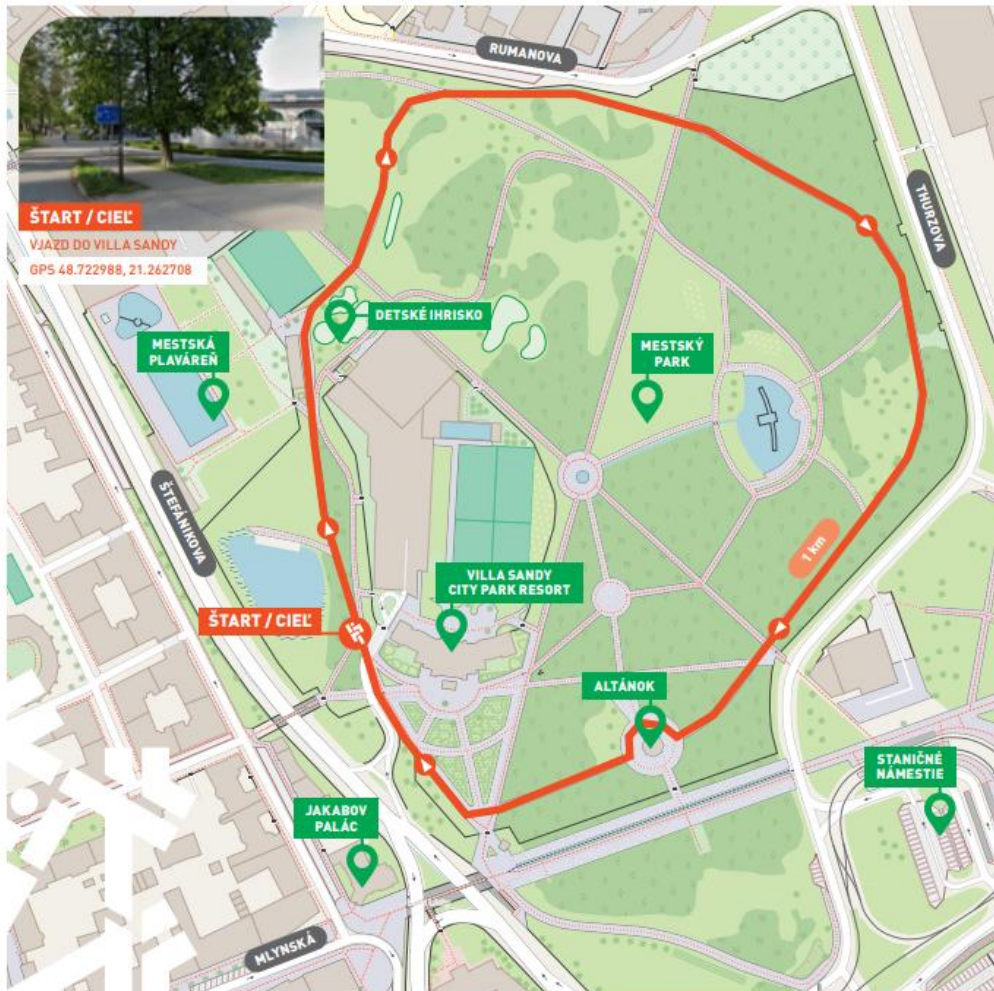 park
RUMANOVA
ŠTART / CIEĽ
VJAZD DO VILLA SANDY
GPS 48.722988, 21.262708
THURZOVA
DETSKÉ IHRISKO
MESTSKÁ
PLAVÁREŇ
MESTSKÝ
PARK
ŠTEFÁNIKOVA
1 km
VILLA SANDY
CITY PARK RESORT
ŠTART / CIEĽ
ALTÁNOK
STANIČNÉ
NÁMESTIE
JAKABOV
PALÁC
MLYNSKÁ